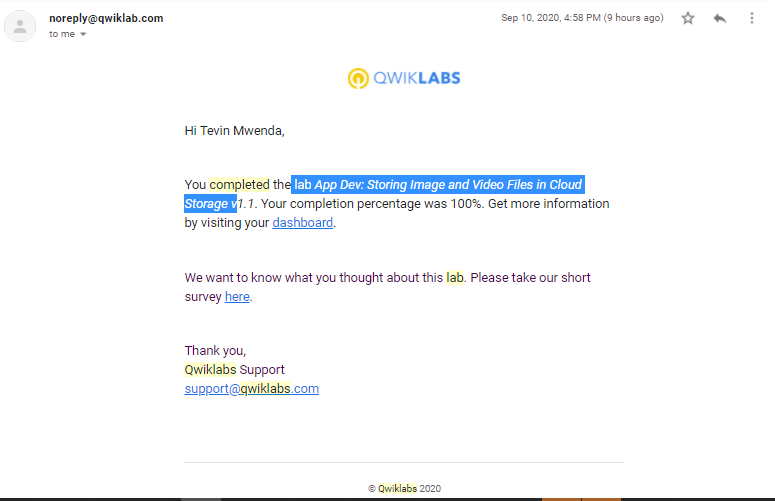 noreply@qwiklab.com
Sep 10, 2020, 4:58 PM (9 hours ago)
to me
QWIKLABS
Hi Tevin Mwenda,
You completed the lab App Dev: Storing Image and Video Files in Cloud
Storage v1.1. Your completion percentage was 100%. Get more information
by visiting your dashboard.
We want to know what you thought about this lab. Please take our short
survey here.
Thank you,
Qwiklabs Support
support@qwiklabs.com
© Qwiklabs 2020